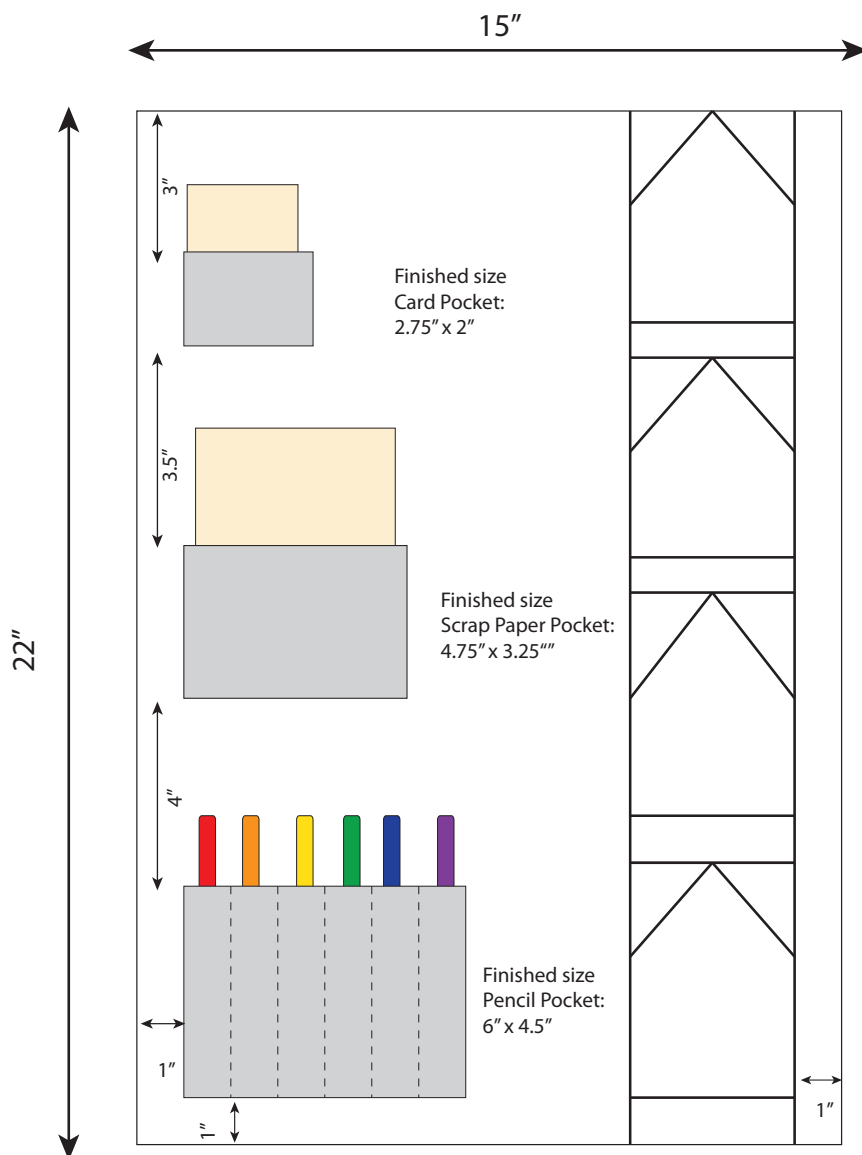 15”
22”
3”
Finished size
Card Pocket:
2.75” x 2”
3.5”
Finished size
Scrap Paper Pocket:
4.75” x 3.25“”
4”
Finished size
Pencil Pocket:
6” x 4.5”
1”
1”
1”